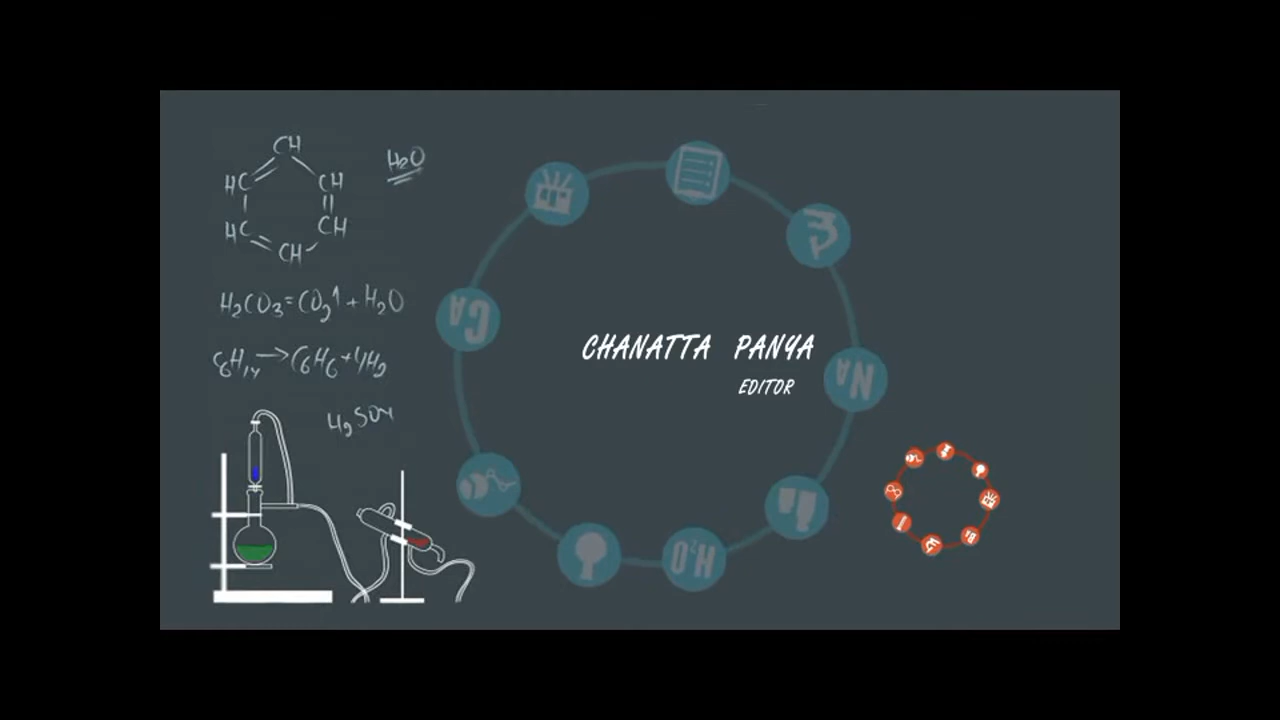 CH
H2O
HC CH
HC CH
CH
H2CO3=CO2↑+H2O
C6H14→C6H6+4H2
H2SO4
CA
NA
H2O
CHANATTA PANYA
EDITOR